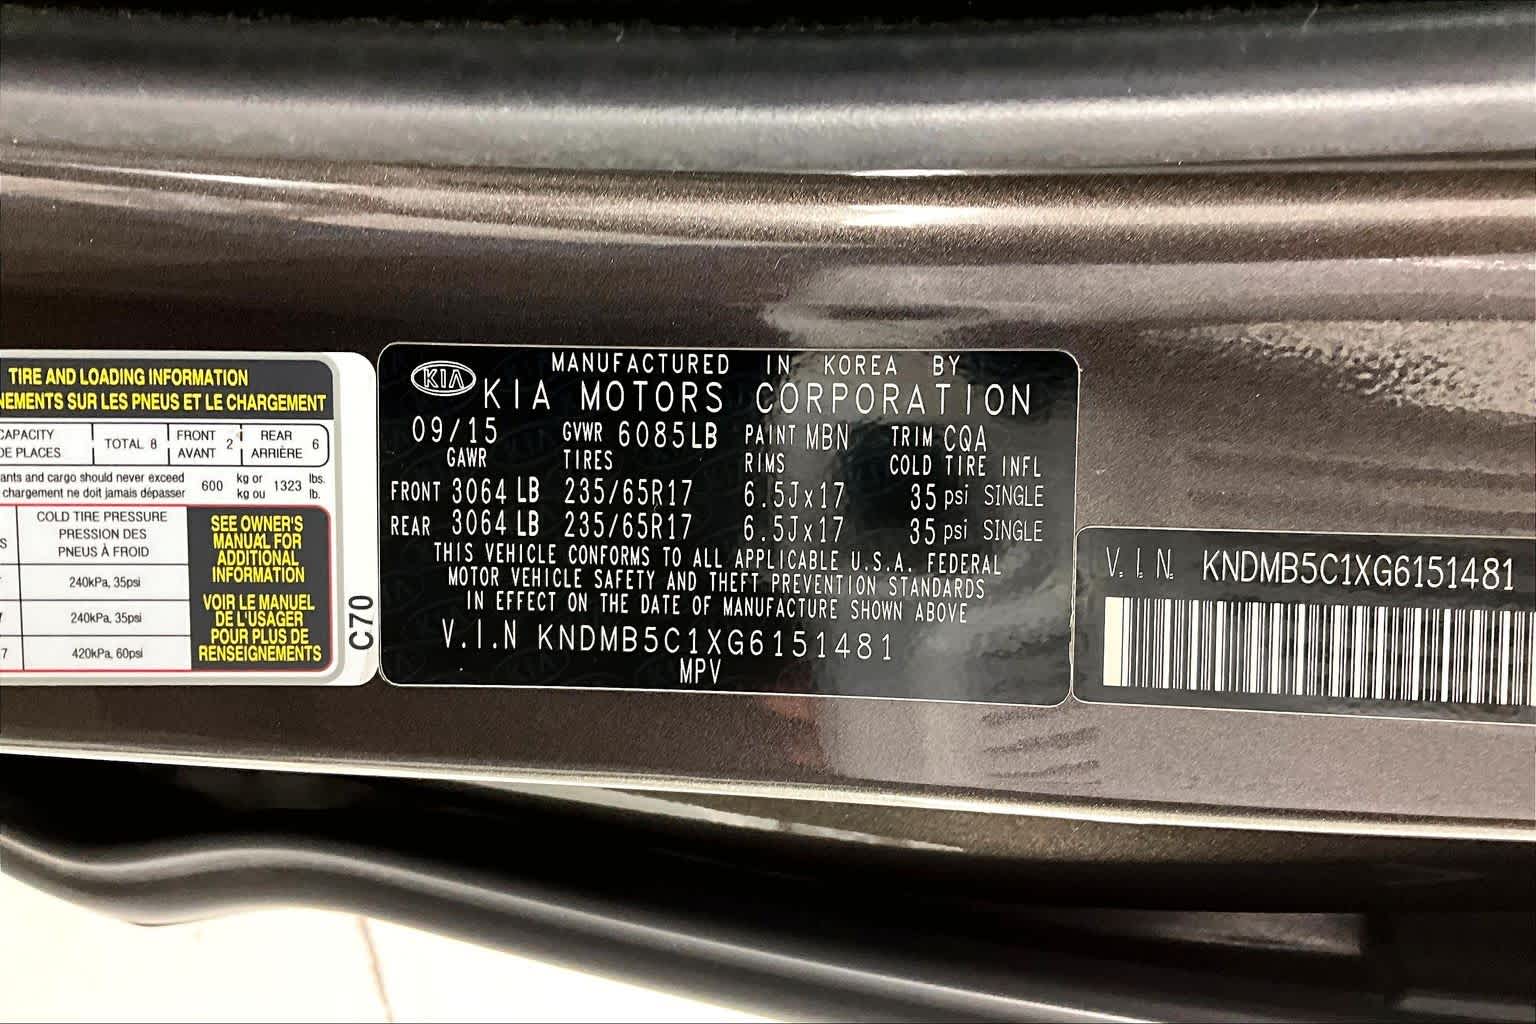 TIRE AND LOADING INFORMATION
NEMENTS SUR LES PNEUS ET LE CHARGEMENT
CAPACITY
DE PLACES
TOTAL 8
FRONT
AVANT
2
REAR
ARRIÈRE
6
ants and cargo should never exceed
chargement ne doit jamais dépasser
600
kg or
kg ou
1323
lbs.
lb.
S
COLD TIRE PRESSURE
PRESSION DES
PNEUS À FROID
240kPa, 35psi
240kPa, 35psi
7
420kPa, 60psi
SEE OWNER'S
MANUAL FOR
ADDITIONAL
INFORMATION
VOIR LE MANUEL
DE L'USAGER
POUR PLUS DE
RENSEIGNEMENTS
C70
KIA
MANUFACTURED IN KOREA BY
KIA MOTORS CORPORATION
09/15 GVWR 6085LB PAINT MBN TRIM CQA
GAWR TIRES RIMS COLD TIRE INFL
FRONT 3064 LB 235/65R17 6.5Jx17 35 psi SINGLE
REAR 3064 LB 235/65R17 6.5Jx17 35 psi SINGLE
THIS VEHICLE CONFORMS TO ALL APPLICABLE U.S.A. FEDERAL
MOTOR VEHICLE SAFETY AND THEFT PREVENTION STANDARDS
IN EFFECT ON THE DATE OF MANUFACTURE SHOWN ABOVE
V.I.N KNDMB5C1XG6151481
MPV
V.I.N. KNDMB5C1XG6151481